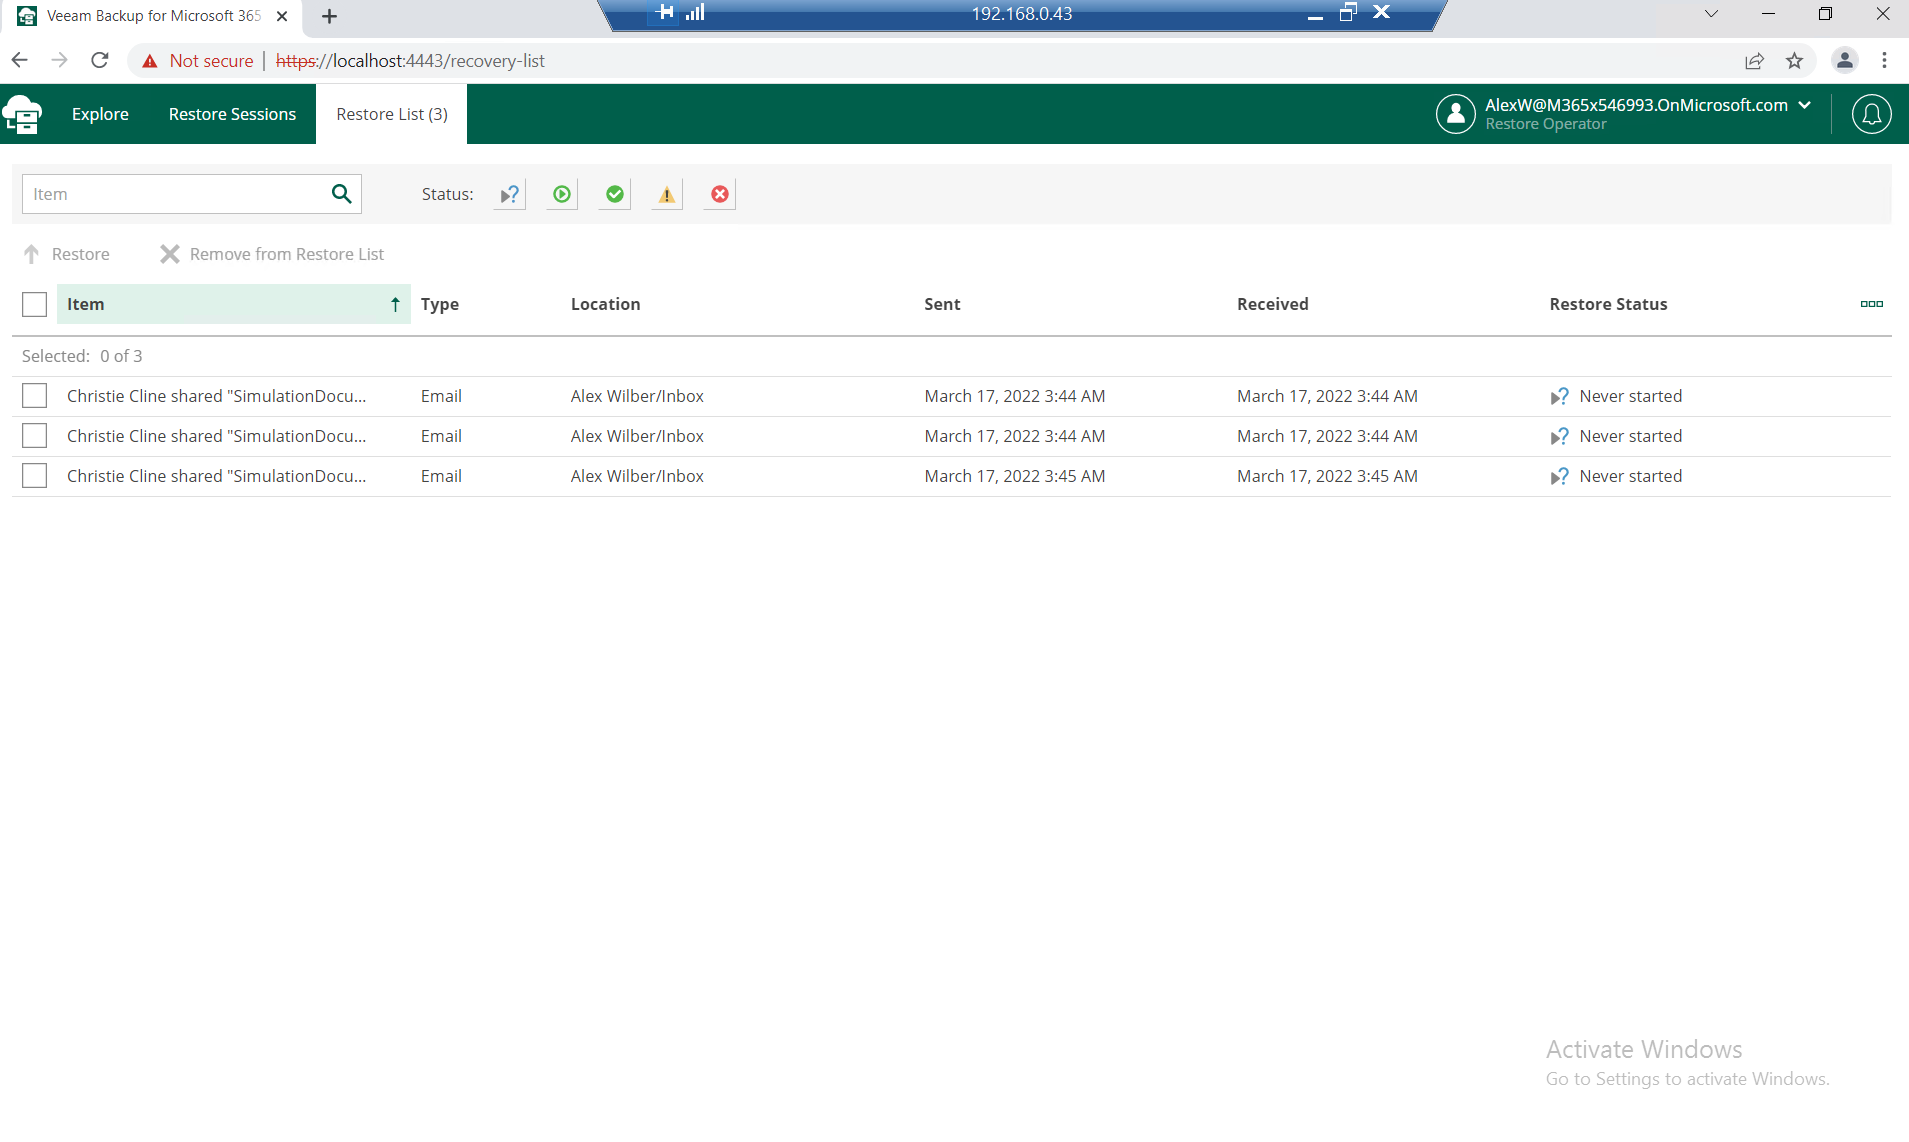 Veeam Backup for Microsoft 365
192.168.0.43
Not secure | https://localhost:4443/recovery-list
Explore
Restore Sessions
Restore List (3)
AlexW@M365x546993.OnMicrosoft.com
Restore Operator
Item
Status:
Restore
Remove from Restore List
Item Type Location Sent Received Restore Status
Selected: 0 of 3
Christie Cline shared "SimulationDocu... Email Alex Wilber/Inbox March 17, 2022 3:44 AM March 17, 2022 3:44 AM Never started
Christie Cline shared "SimulationDocu... Email Alex Wilber/Inbox March 17, 2022 3:44 AM March 17, 2022 3:44 AM Never started
Christie Cline shared "SimulationDocu... Email Alex Wilber/Inbox March 17, 2022 3:45 AM March 17, 2022 3:45 AM Never started
Activate Windows
Go to Settings to activate Windows.